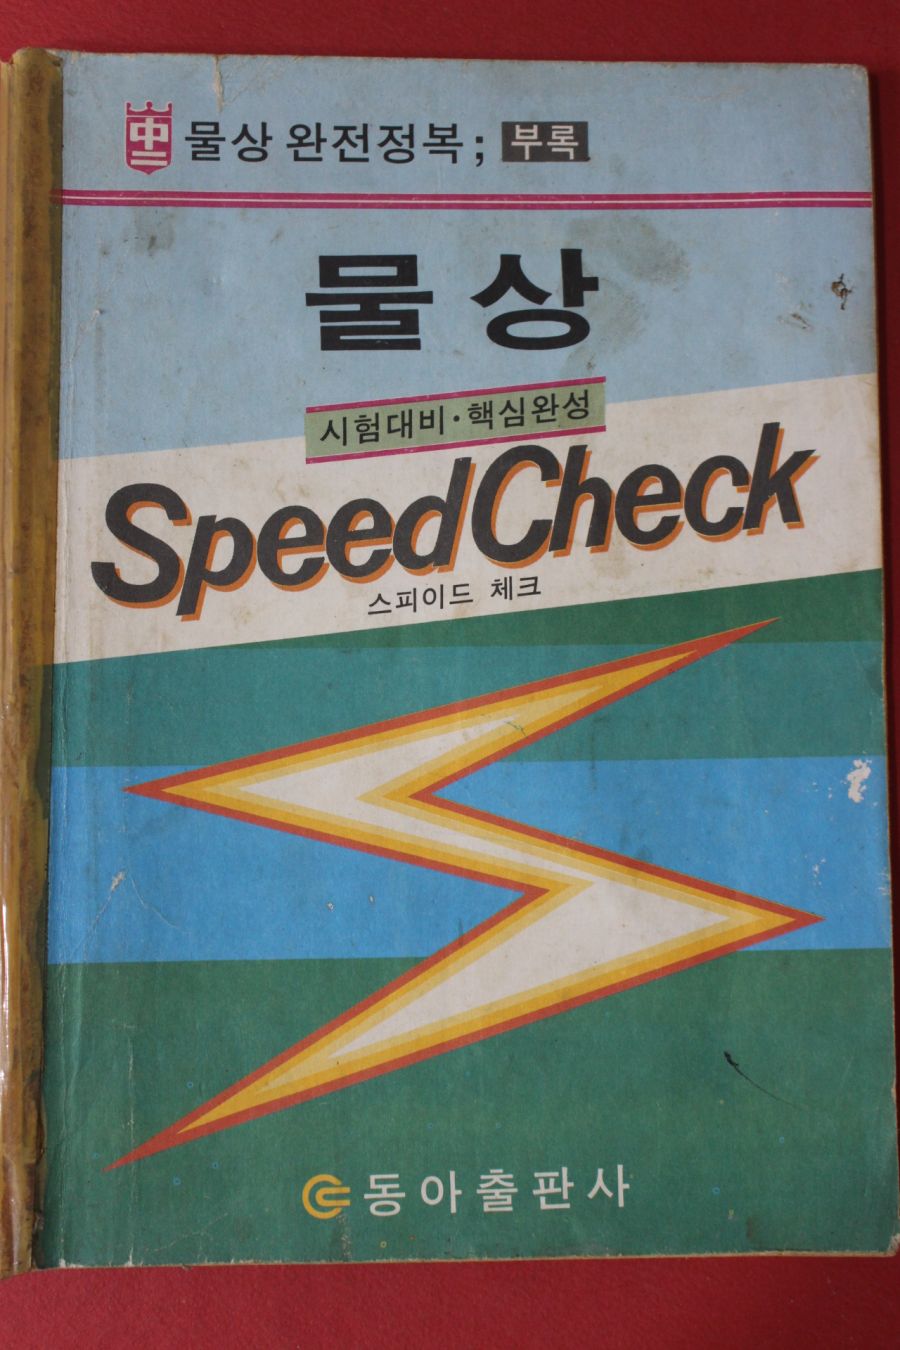 中二
물상 완전정복; 부록
물상
시험대비·핵심완성
SpeedCheck
스피이드 체크
동아출판사